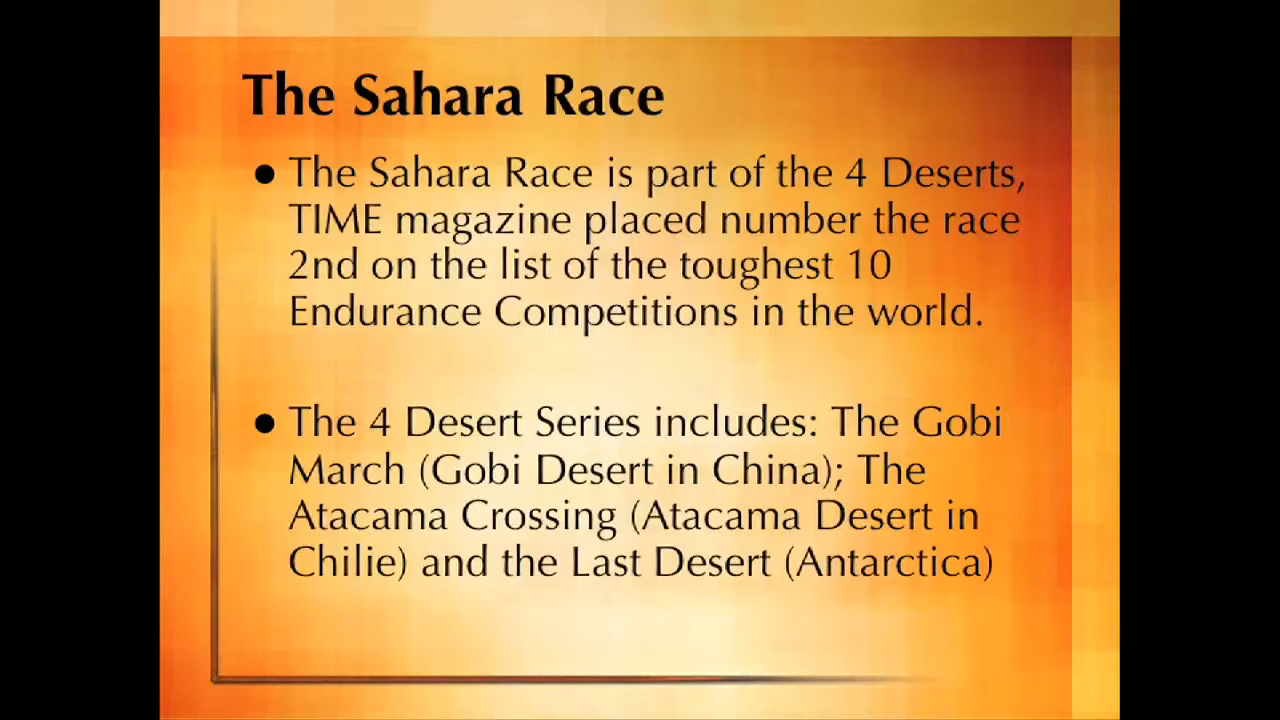 The Sahara Race
● The Sahara Race is part of the 4 Deserts,
TIME magazine placed number the race
2nd on the list of the toughest 10
Endurance Competitions in the world.
● The 4 Desert Series includes: The Gobi
March (Gobi Desert in China); The
Atacama Crossing (Atacama Desert in
Chilie) and the Last Desert (Antarctica)